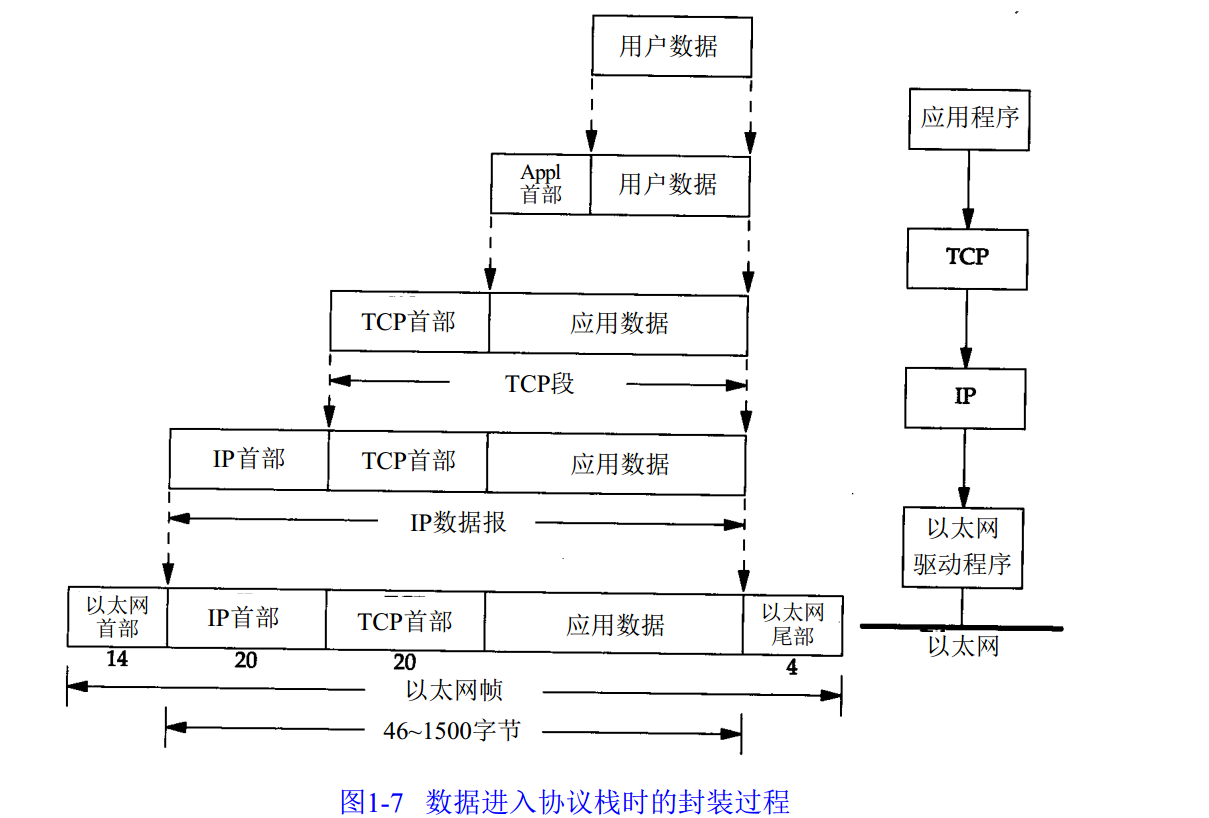 用户数据
应用程序
Appl
首部
用户数据
TCP
TCP首部
应用数据
TCP段
IP
IP首部
TCP首部
应用数据
IP数据报
以太网
驱动程序
以太网
首部
IP首部
TCP首部
应用数据
以太网
尾部
以太网
14
20
20
4
以太网帧
46~1500字节
图1-7 数据进入协议栈时的封装过程